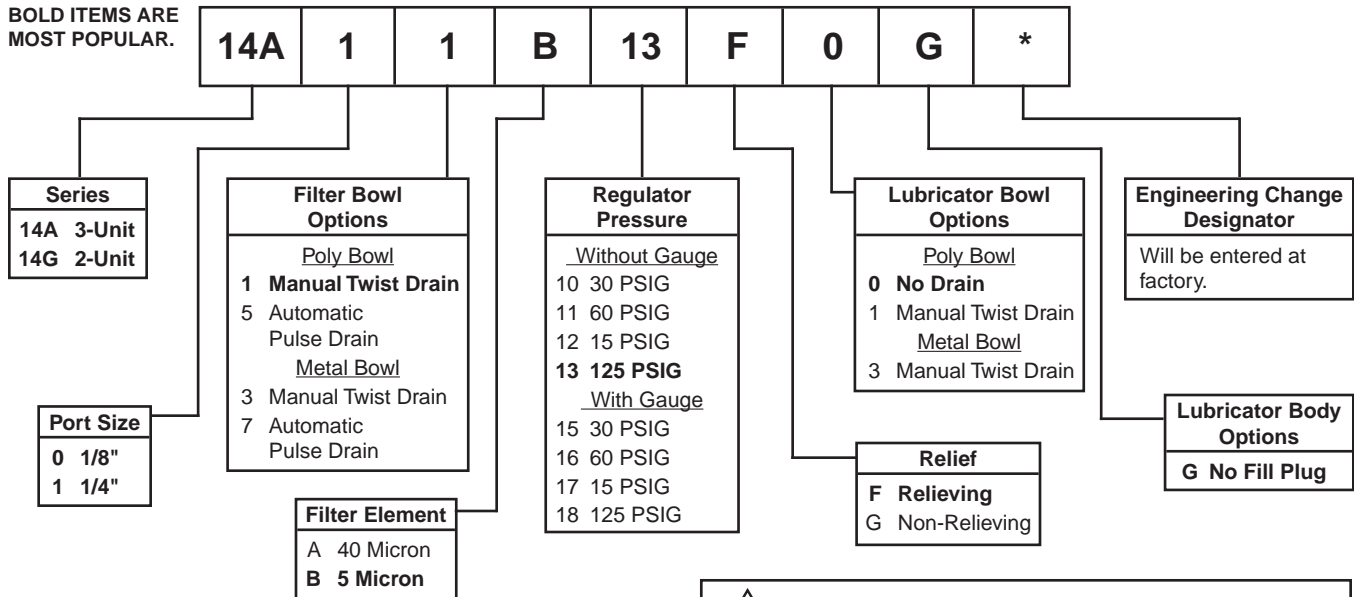 BOLD ITEMS ARE
MOST POPULAR.
14A 1 1 B 13 F 0 G *
Series
14A 3-Unit
14G 2-Unit
Port Size
0 1/8"
1 1/4"
Filter Bowl
Options
Poly Bowl
1 Manual Twist Drain
5 Automatic
Pulse Drain
Metal Bowl
3 Manual Twist Drain
7 Automatic
Pulse Drain
Filter Element
A 40 Micron
B 5 Micron
Regulator
Pressure
Without Gauge
10 30 PSIG
11 60 PSIG
12 15 PSIG
13 125 PSIG
With Gauge
15 30 PSIG
16 60 PSIG
17 15 PSIG
18 125 PSIG
Relief
F Relieving
G Non-Relieving
Lubricator Bowl
Options
Poly Bowl
0 No Drain
1 Manual Twist Drain
Metal Bowl
3 Manual Twist Drain
Lubricator Body
Options
G No Fill Plug
Engineering Change
Designator
Will be entered at
factory.